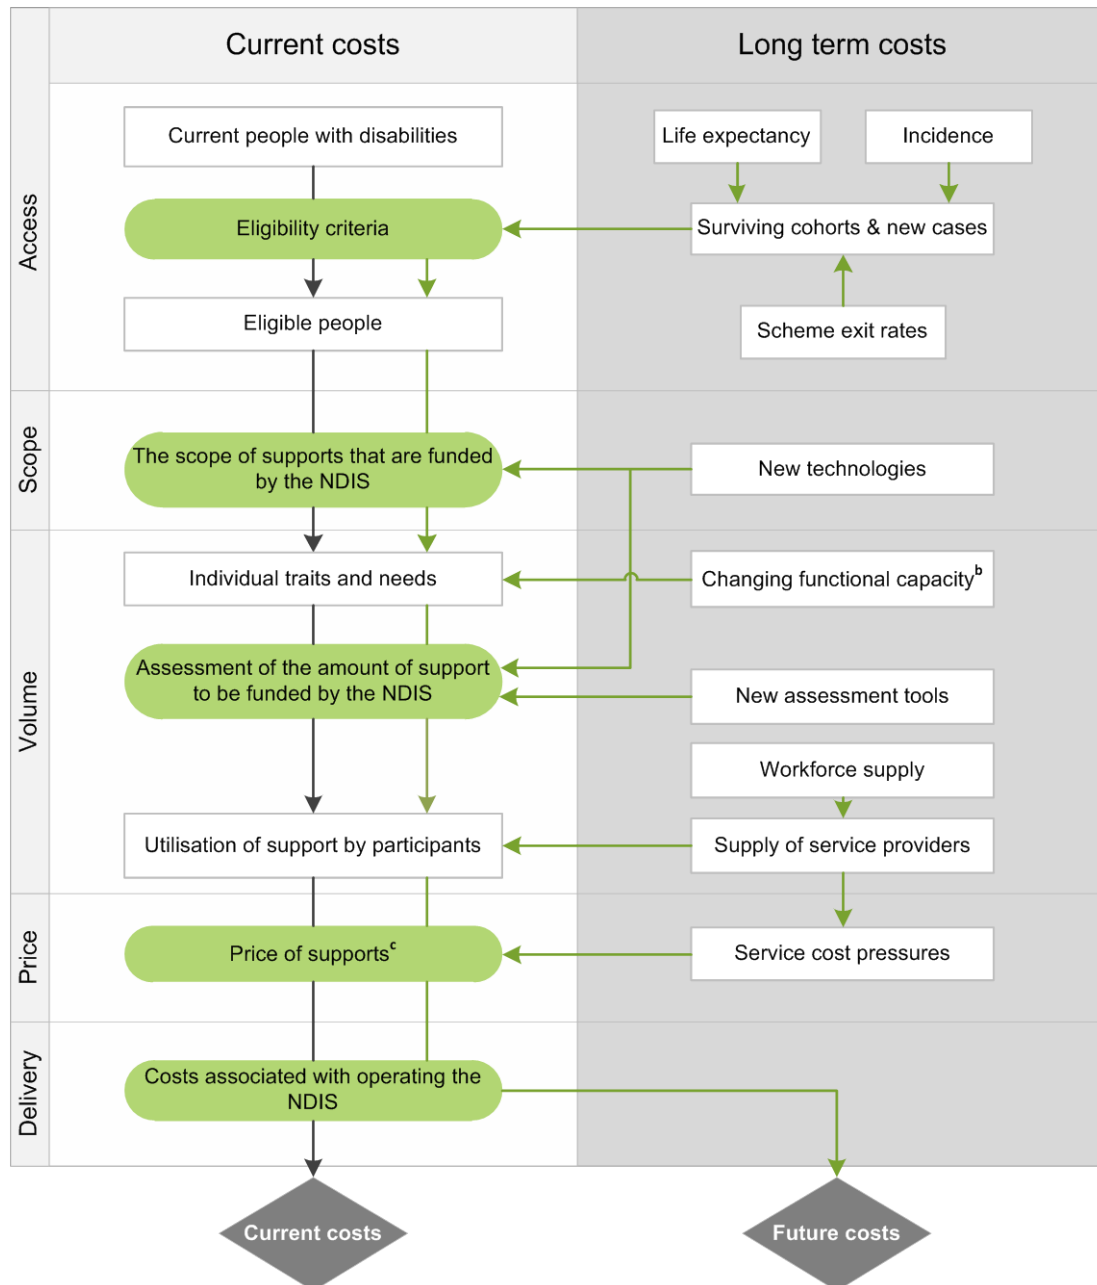 Current costs
Long term costs
Access
Current people with disabilities
Life expectancy
Incidence
Eligibility criteria
Surviving cohorts & new cases
Eligible people
Scheme exit rates
Scope
The scope of supports that are funded
by the NDIS
New technologies
Volume
Individual traits and needs
Changing functional capacityb
Assessment of the amount of support
to be funded by the NDIS
New assessment tools
Workforce supply
Utilisation of support by participants
Supply of service providers
Price
Price of supportsc
Service cost pressures
Delivery
Costs associated with operating the
NDIS
Current costs
Future costs